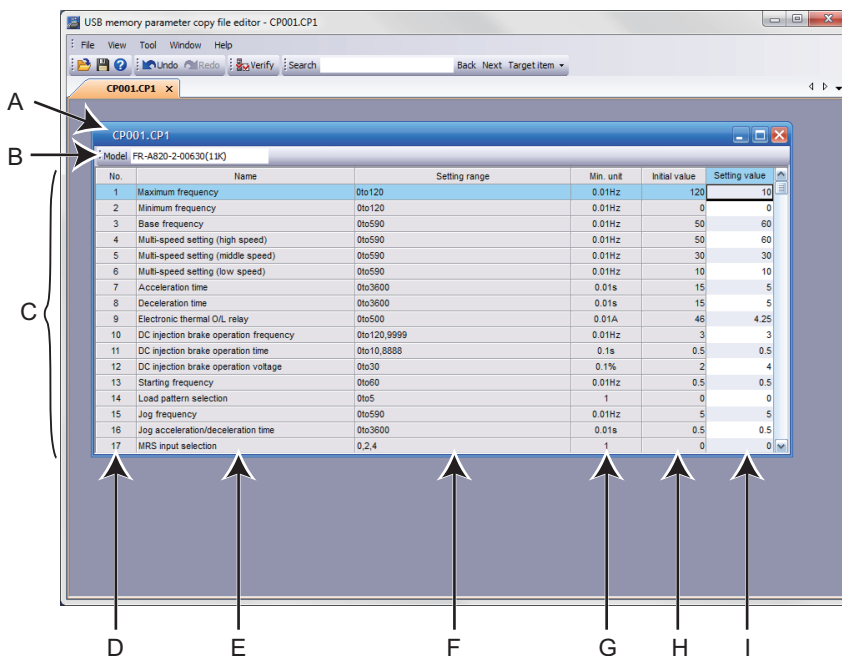 USB memory parameter copy file editor - CP001.CP1
File View Tool Window Help
Undo Redo Verify Search Back Next Target item
CP001.CP1 x
A
CP001.CP1
B
Model FR-A820-2-00630(11K)
No. Name Setting range Min. unit Initial value Setting value
1 Maximum frequency 0to120 0.01Hz 120 10
2 Minimum frequency 0to120 0.01Hz 0 0
3 Base frequency 0to590 0.01Hz 50 60
4 Multi-speed setting (high speed) 0to590 0.01Hz 50 60
5 Multi-speed setting (middle speed) 0to590 0.01Hz 30 30
6 Multi-speed setting (low speed) 0to590 0.01Hz 10 10
7 Acceleration time 0to3600 0.01s 15 5
8 Deceleration time 0to3600 0.01s 15 5
C
9 Electronic thermal O/L relay 0to500 0.01A 46 4.25
10 DC injection brake operation frequency 0to120,9999 0.01Hz 3 3
11 DC injection brake operation time 0to10,8888 0.1s 0.5 0.5
12 DC injection brake operation voltage 0to30 0.1% 2 4
13 Starting frequency 0to60 0.01Hz 0.5 0.5
14 Load pattern selection 0to5 1 0 0
15 Jog frequency 0to590 0.01Hz 5 5
16 Jog acceleration/deceleration time 0to3600 0.01s 0.5 0.5
17 MRS input selection 0,2,4 1 0 0
D E F G H I